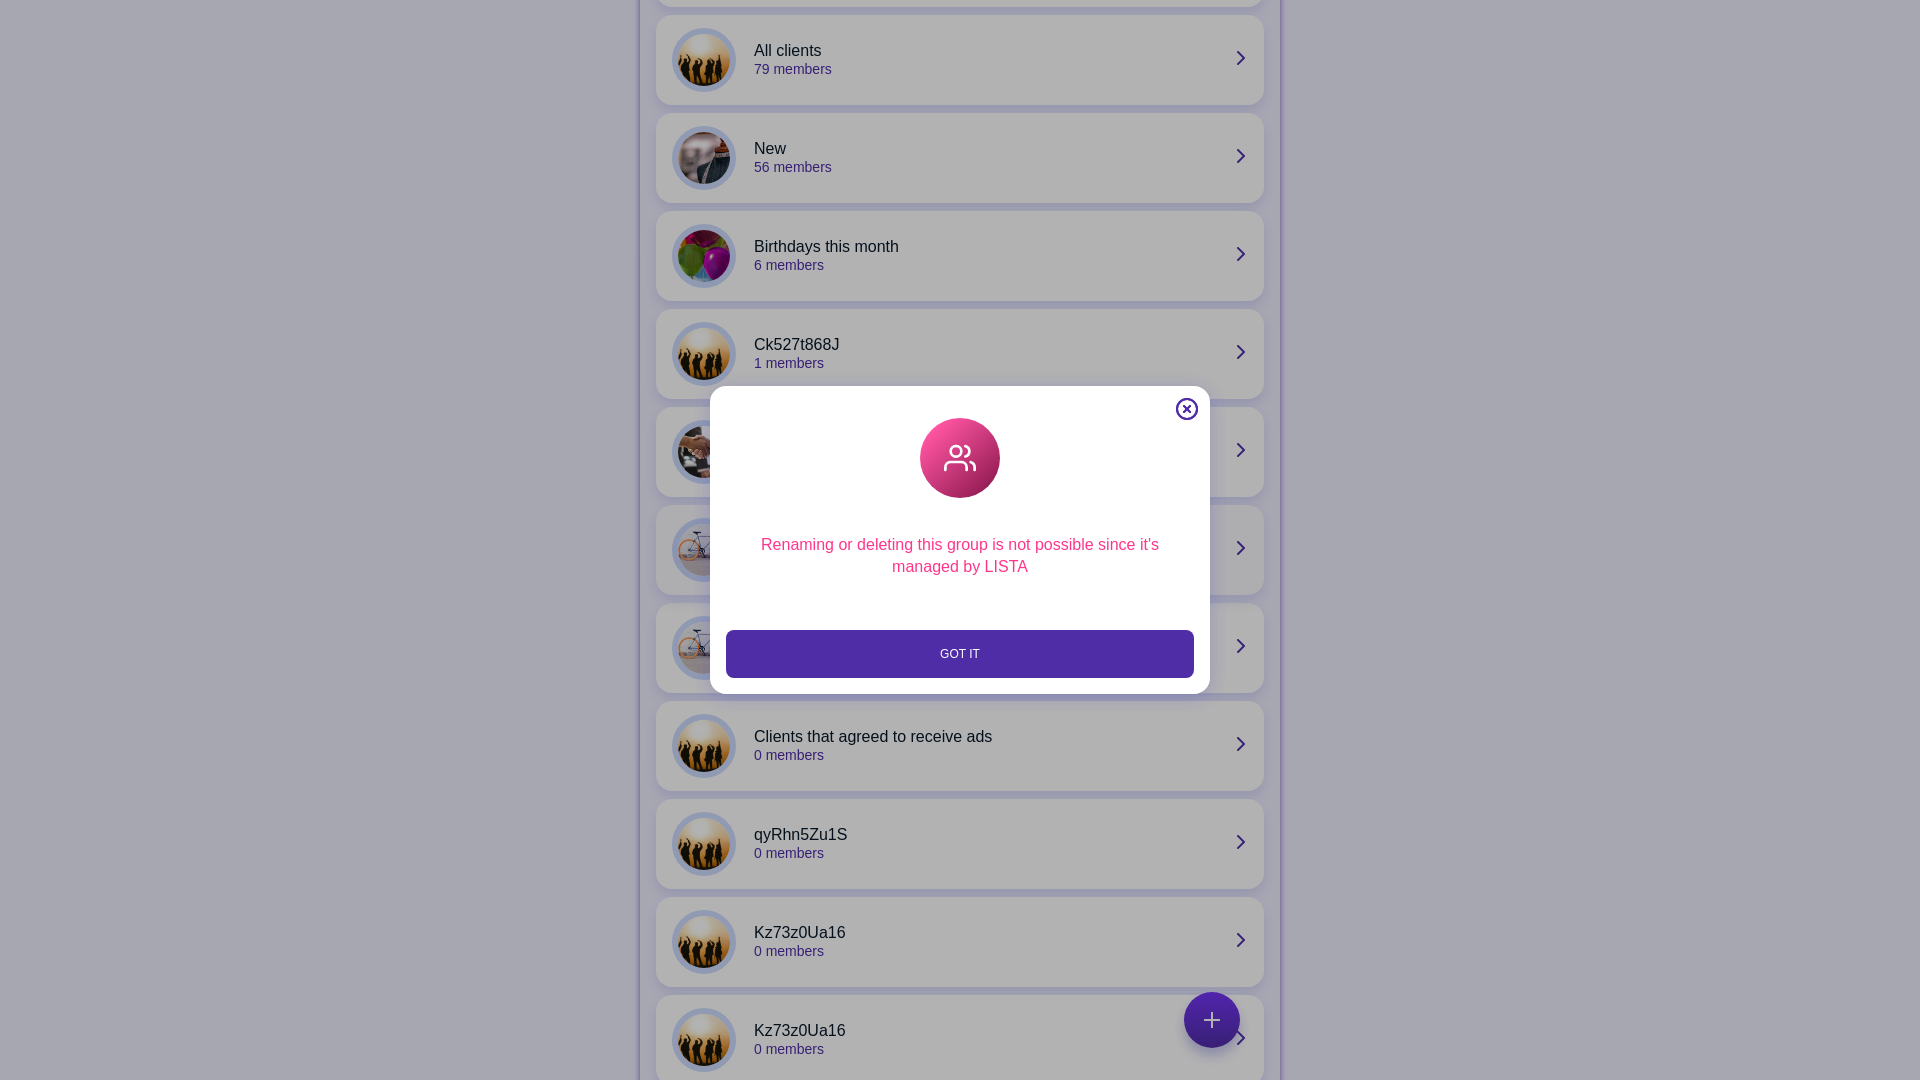 All clients
79 members
New
56 members
Birthdays this month
6 members
Ck527t868J
1 members
Renaming or deleting this group is not possible since it's
managed by LISTA
GOT IT
Clients that agreed to receive ads
0 members
qyRhn5Zu1S
0 members
Kz73z0Ua16
0 members
Kz73z0Ua16
0 members